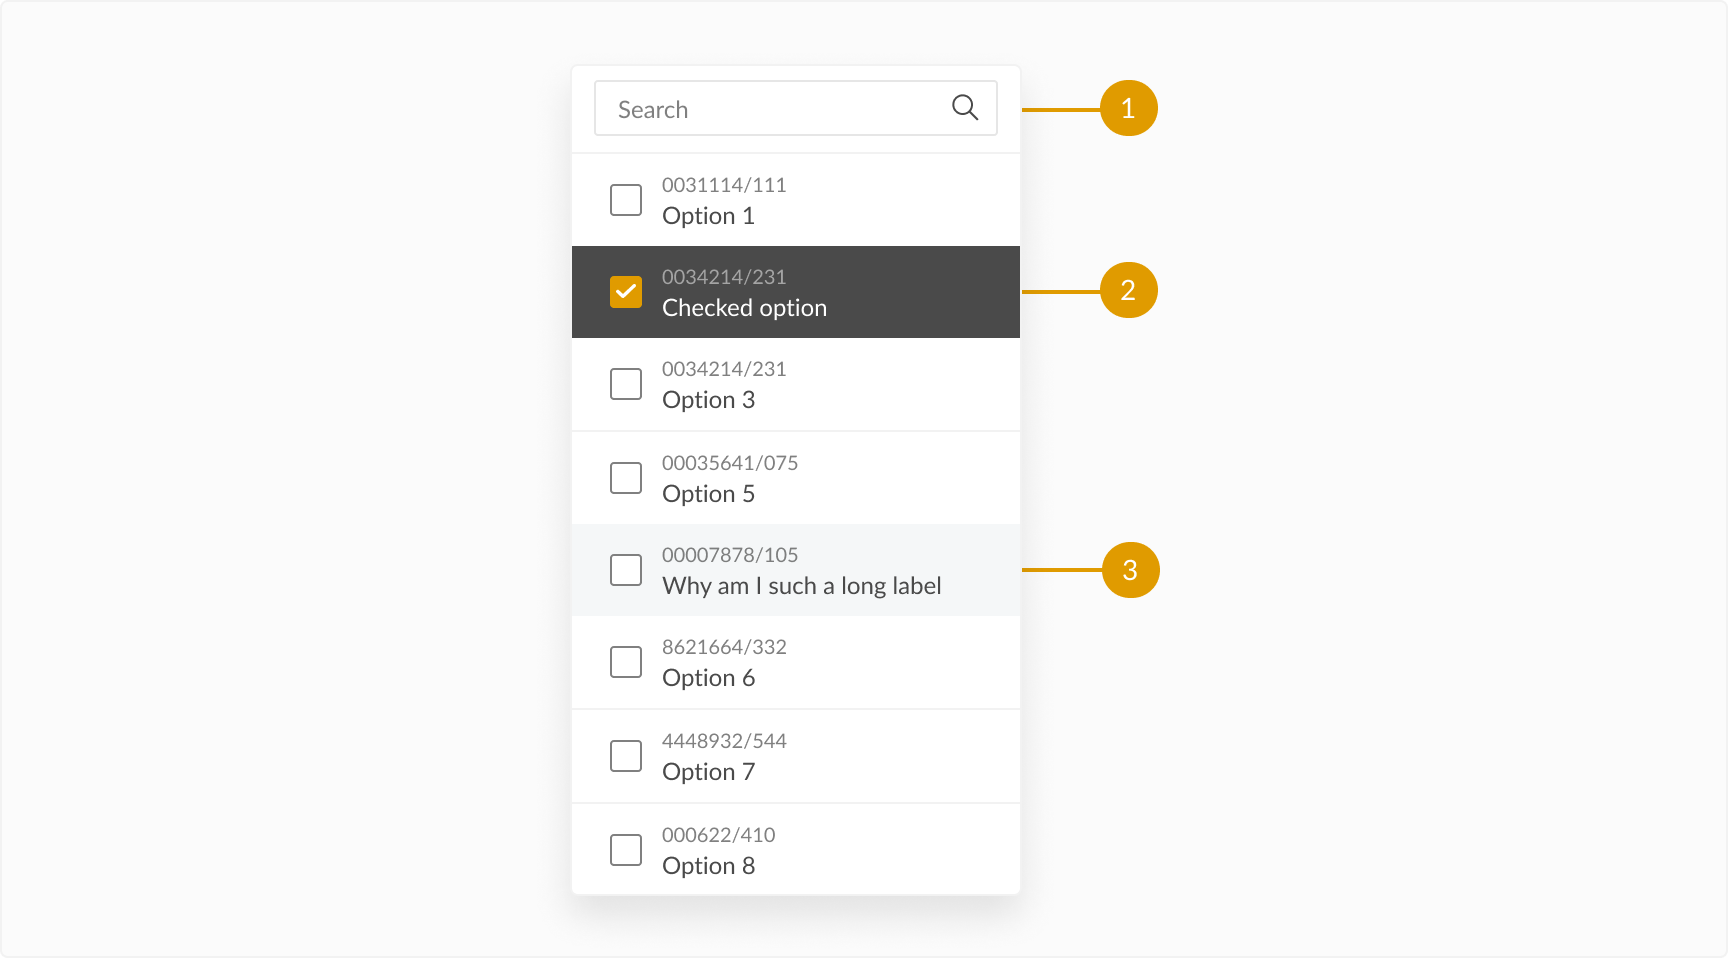 Search
1
0031114/111
Option 1
0034214/231
Checked option
2
0034214/231
Option 3
00035641/075
Option 5
00007878/105
Why am I such a long label
3
8621664/332
Option 6
4448932/544
Option 7
000622/410
Option 8